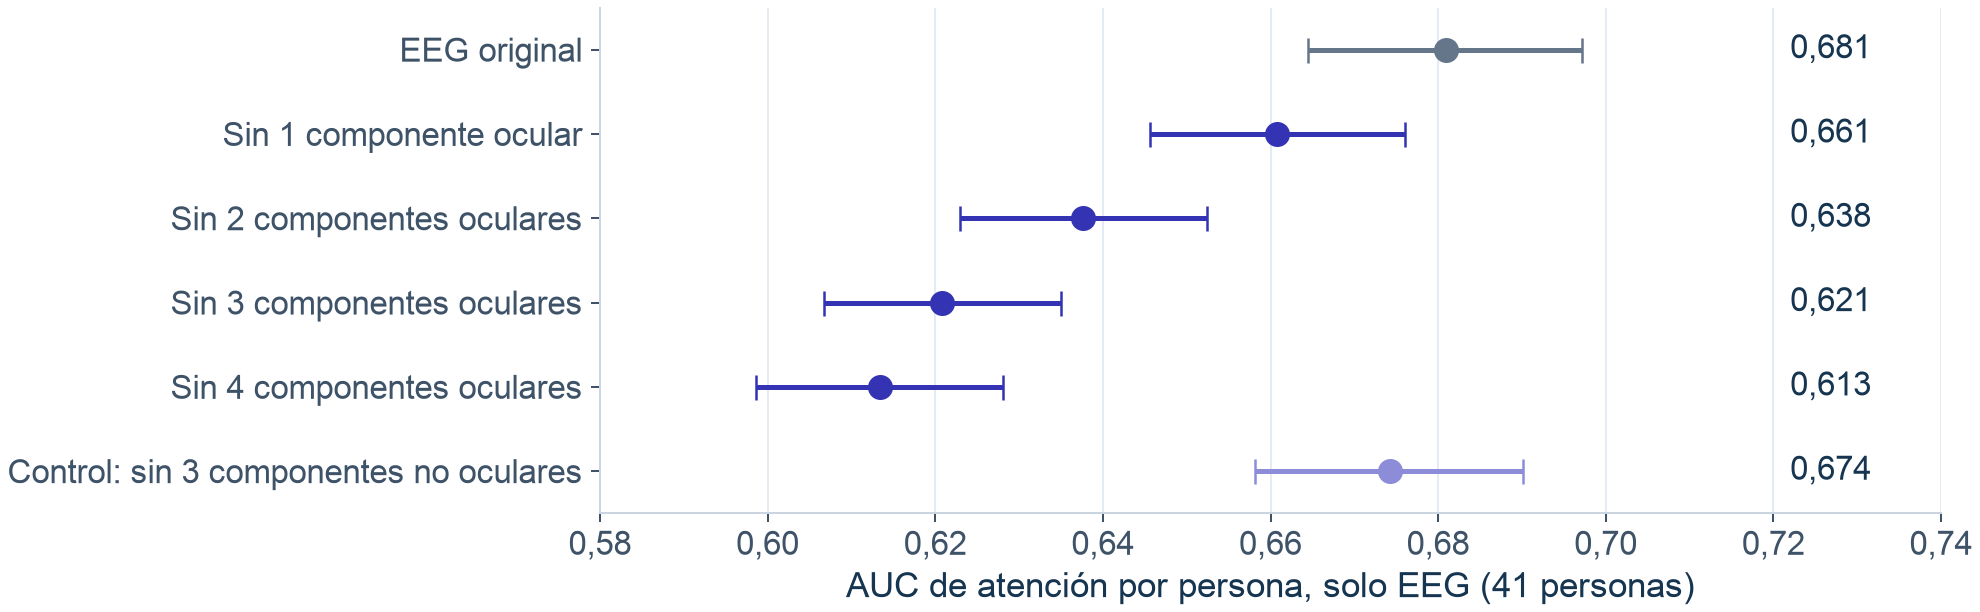 EEG original 0,681
Sin 1 componente ocular 0,661
Sin 2 componentes oculares 0,638
Sin 3 componentes oculares 0,621
Sin 4 componentes oculares 0,613
Control: sin 3 componentes no oculares 0,674
0,58 0,60 0,62 0,64 0,66 0,68 0,70 0,72 0,74
AUC de atención por persona, solo EEG (41 personas)